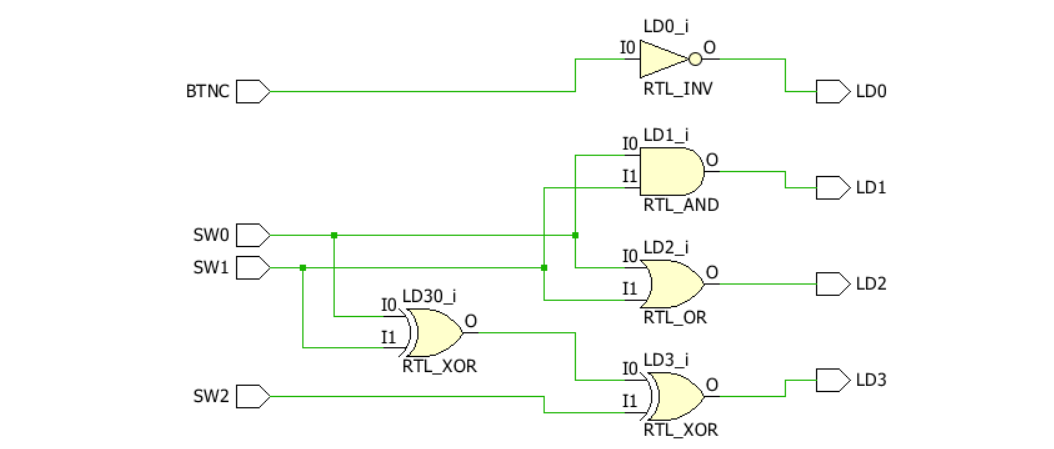 LD0_i
I0
O
BTNC
RTL_INV
LD0
LD1_i
I0
O
I1
LD1
RTL_AND
SW0
LD2_i
I0
O
SW1
I1
LD2
RTL_OR
LD30_i
I0
O
I1
RTL_XOR
LD3_i
I0
O
LD3
SW2
I1
RTL_XOR